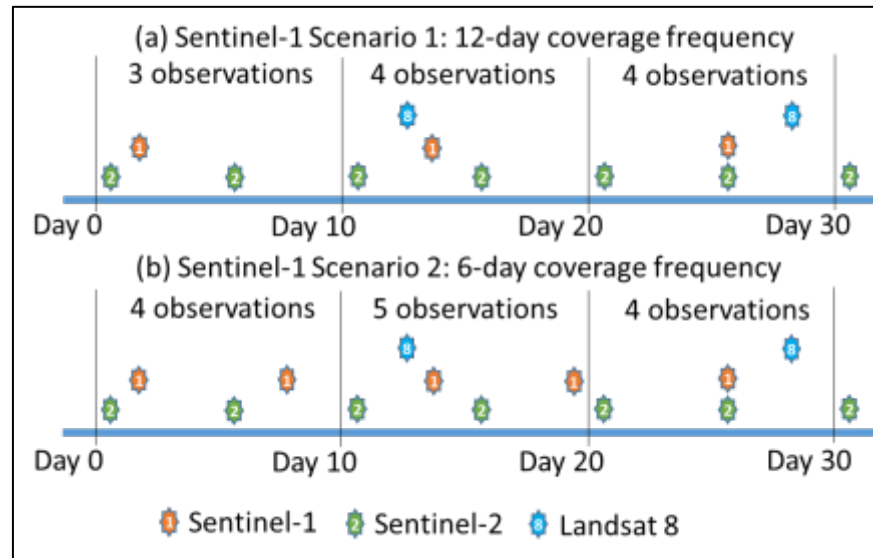 (a) Sentinel-1 Scenario 1: 12-day coverage frequency
3 observations 4 observations 4 observations
8 8
1 1 1
2 2 2 2 2 2 2
Day 0 Day 10 Day 20 Day 30
(b) Sentinel-1 Scenario 2: 6-day coverage frequency
4 observations 5 observations 4 observations
8 8
1 1 1 1 1
2 2 2 2 2 2 2
Day 0 Day 10 Day 20 Day 30
1 Sentinel-1 2 Sentinel-2 8 Landsat 8